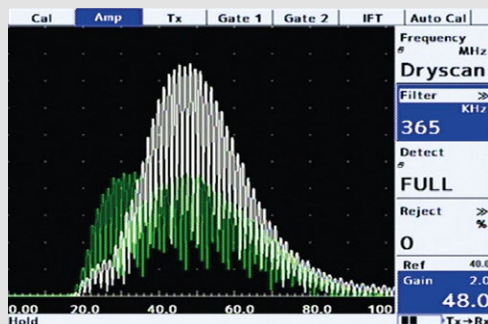 Cal Amp Tx Gate 1 Gate 2 IFT Auto Cal
Frequency
MHz
Dryscan
Filter
KHz
365
Detect
FULL
Reject
%
0
Ref 40.0
Gain 2.0
48.0
0.00 20.0 40.0 60.0 80.0 100
Hold
Tx→Rx